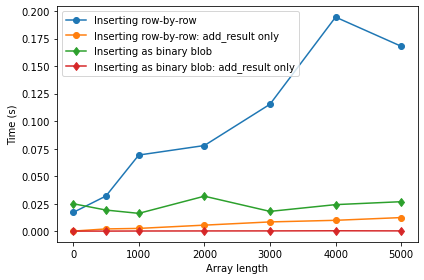 0.200
0.175
0.150
0.125
0.100
0.075
0.050
0.025
0.000
Time (s)
Inserting row-by-row
Inserting row-by-row: add_result only
Inserting as binary blob
Inserting as binary blob: add_result only
0 1000 2000 3000 4000 5000
Array length